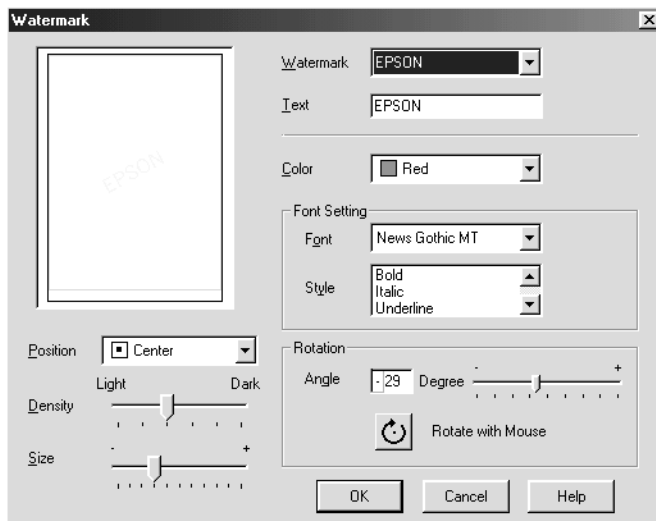 Watermark
EPSON
Watermark EPSON
Text EPSON
Color Red
Font Setting
Font News Gothic MT
Style
Bold
Italic
Underline
Position Center
Light Dark
Density
Size
- +
Rotation
Angle -29 Degree
- +
Rotate with Mouse
OK Cancel Help